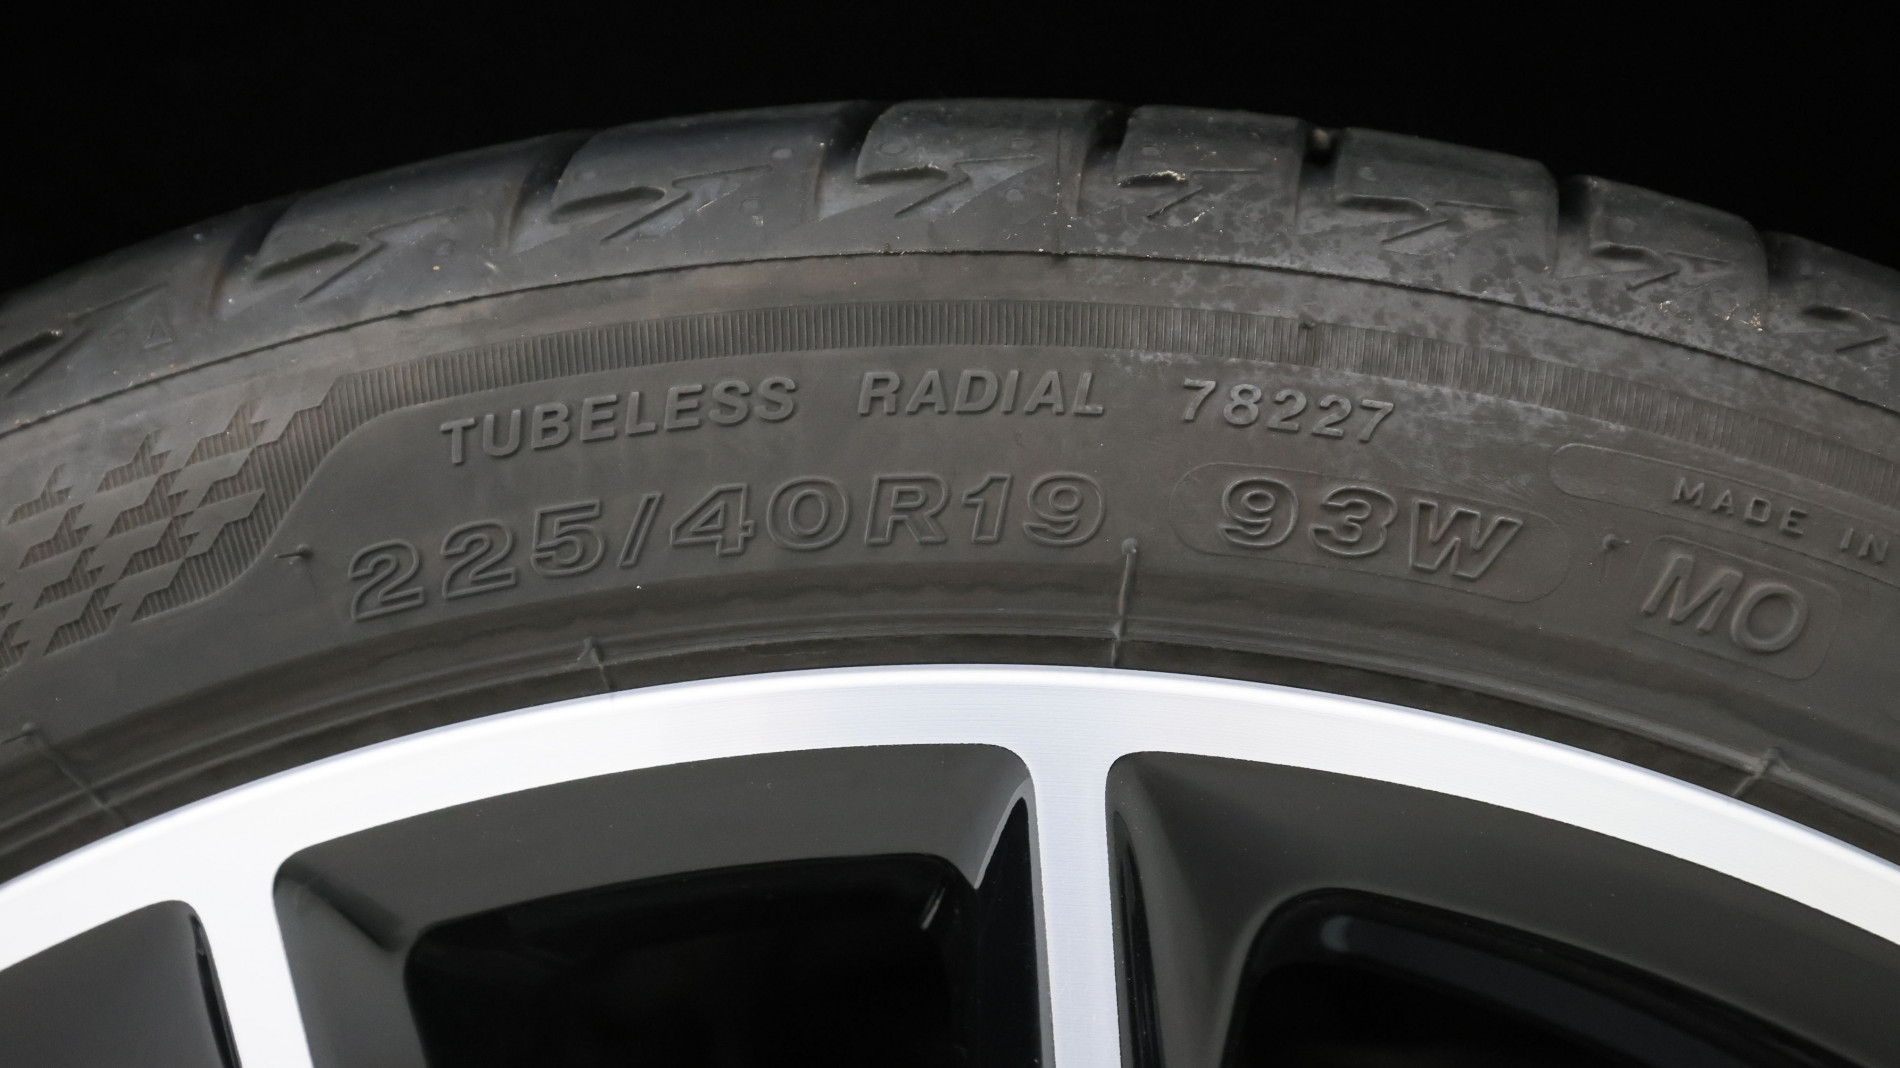 TUBELESS RADIAL 78227
225/40R19 93W
MADE IN
MO